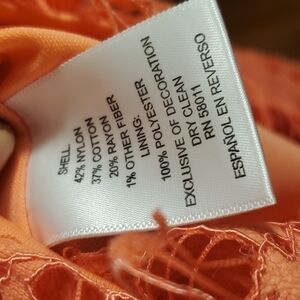 SHELL:
42% NYLON
37% COTTON
20% RAYON
1% OTHER FIBER
LINING:
100% POLYESTER
EXCLUSIVE OF DECORATION
DRY CLEAN
RN 58011
ESPAÑOL EN REVERSO